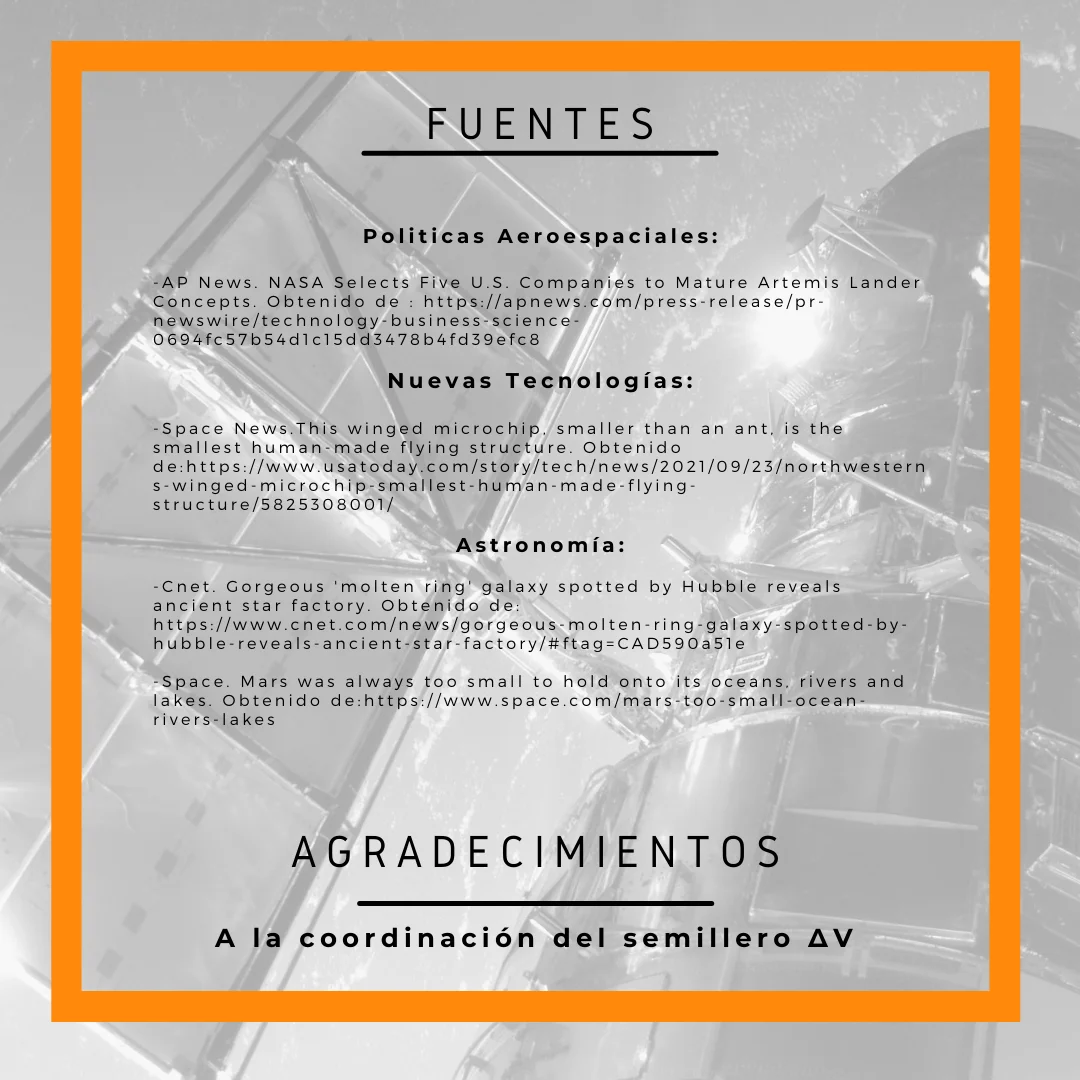 FUENTES
Politicas Aeroespaciales:
-AP News. NASA Selects Five U.S. Companies to Mature Artemis Lander
Concepts. Obtenido de : https://apnews.com/press-release/pr-
newswire/technology-business-science-
0694fc57b54d1c15dd3478b4fd39efc8
Nuevas Tecnologías:
-Space News.This winged microchip, smaller than an ant, is the
smallest human-made flying structure. Obtenido
de:https://www.usatoday.com/story/tech/news/2021/09/23/northwestern
s-winged-microchip-smallest-human-made-flying-
structure/5825308001/
Astronomía:
-Cnet. Gorgeous 'molten ring' galaxy spotted by Hubble reveals
ancient star factory. Obtenido de:
https://www.cnet.com/news/gorgeous-molten-ring-galaxy-spotted-by-
hubble-reveals-ancient-star-factory/#ftag=CAD590a51e
-Space. Mars was always too small to hold onto its oceans, rivers and
lakes. Obtenido de:https://www.space.com/mars-too-small-ocean-
rivers-lakes
AGRADECIMIENTOS
A la coordinación del semillero ΔV